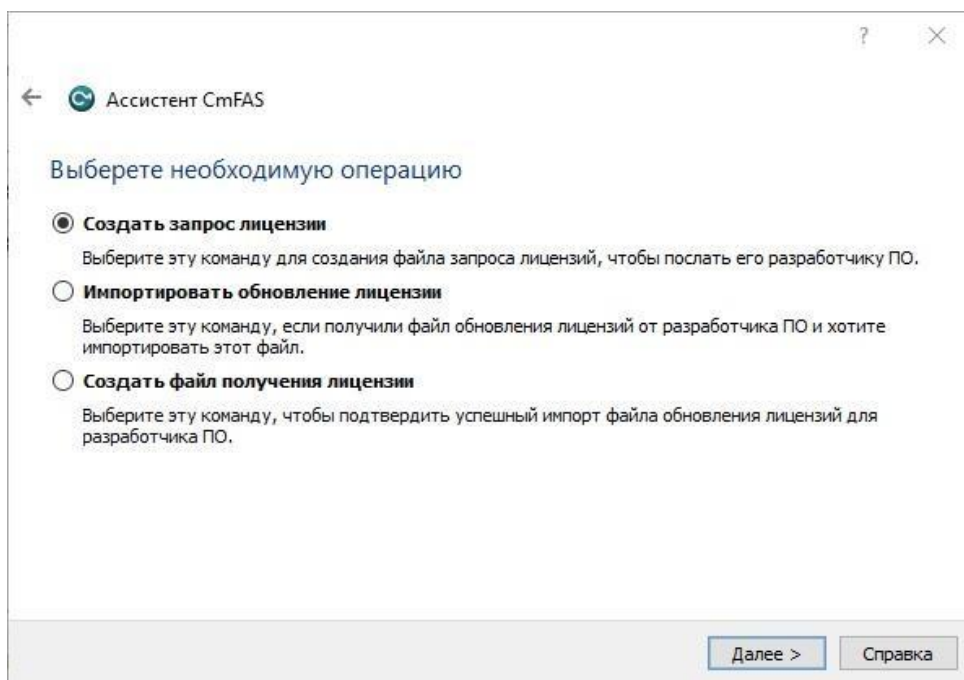 ?
Ассистент CmFAS
Выберете необходимую операцию
Создать запрос лицензии
Выберите эту команду для создания файла запроса лицензий, чтобы послать его разработчику ПО.
Импортировать обновление лицензии
Выберите эту команду, если получили файл обновления лицензий от разработчика ПО и хотите
импортировать этот файл.
Создать файл получения лицензии
Выберите эту команду, чтобы подтвердить успешный импорт файла обновления лицензий для
разработчика ПО.
Далее >
Справка